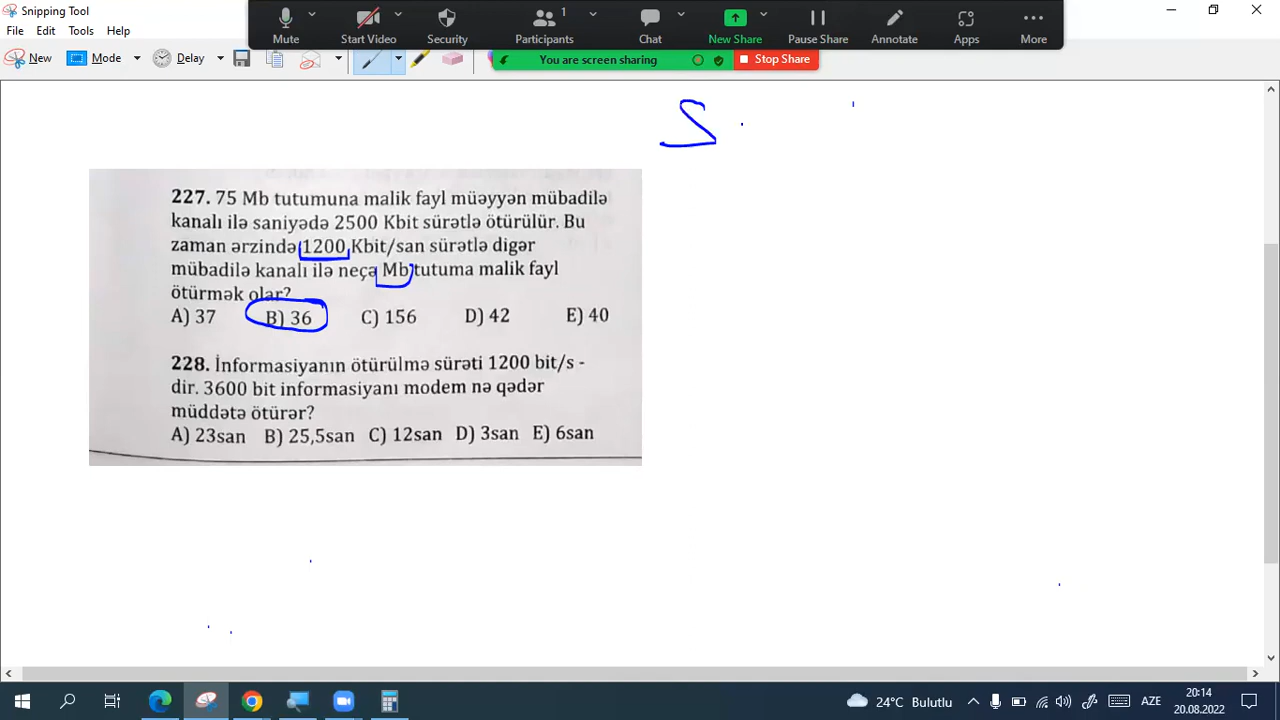 Snipping Tool
File Edit Tools Help
New Mode Delay
Mute Start Video Security Participants 1 Chat New Share Pause Share Annotate Apps More
You are screen sharing Stop Share
S
227. 75 Mb tutumuna malik fayl müəyyən mübadilə
kanalı ilə saniyədə 2500 Kbit sürətlə ötürülür. Bu
zaman ərzində 1200 Kbit/san sürətlə digər
mübadilə kanalı ilə neçə Mb tutuma malik fayl
ötürmək olar?
A) 37 B) 36 C) 156 D) 42 E) 40
228. İnformasiyanın ötürülmə sürəti 1200 bit/s -
dir. 3600 bit informasiyanı modem nə qədər
müddətə ötürər?
A) 23san B) 25,5san C) 12san D) 3san E) 6san
24°C Bulutlu AZE 20:14
20.08.2022